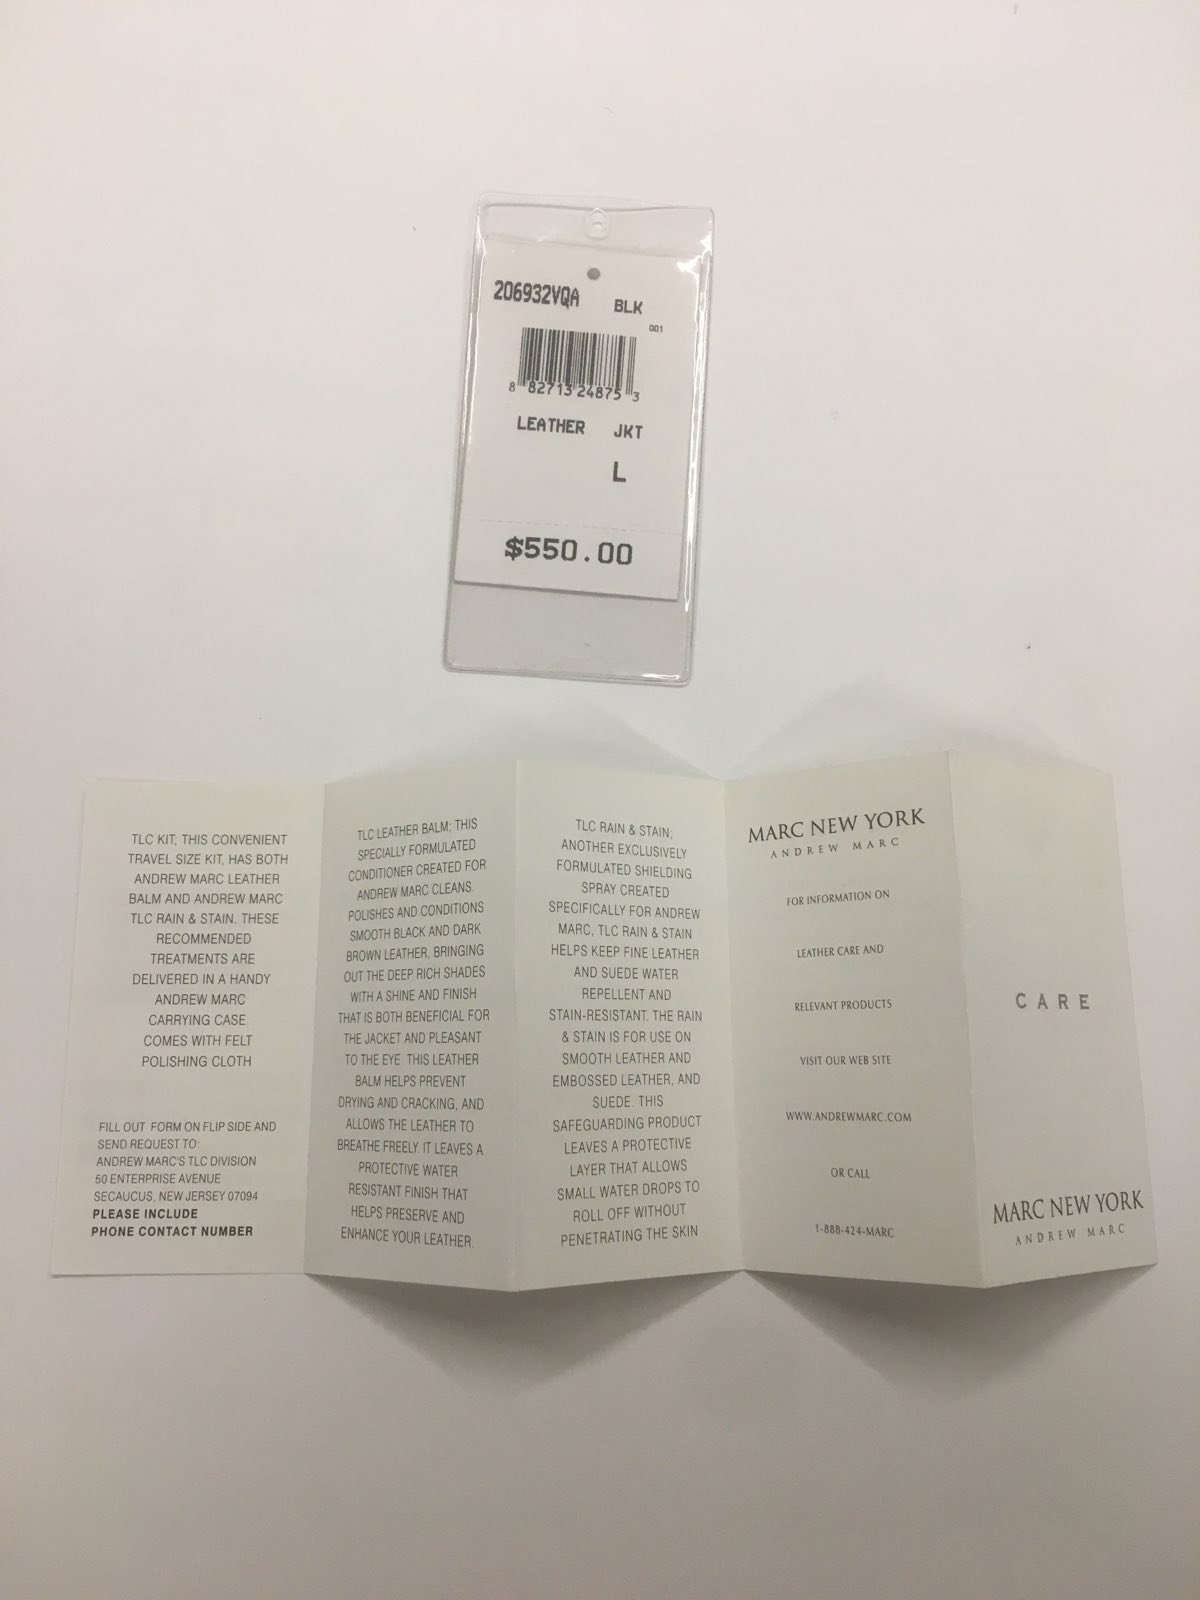 206932VQA BLK
001
8 82713 24875 3
LEATHER JKT
L
$550.00
TLC KIT; THIS CONVENIENT
TRAVEL SIZE KIT, HAS BOTH
ANDREW MARC LEATHER
BALM AND ANDREW MARC
TLC RAIN & STAIN. THESE
RECOMMENDED
TREATMENTS ARE
DELIVERED IN A HANDY
ANDREW MARC
CARRYING CASE.
COMES WITH FELT
POLISHING CLOTH
FILL OUT FORM ON FLIP SIDE AND
SEND REQUEST TO:
ANDREW MARC'S TLC DIVISION
50 ENTERPRISE AVENUE
SECAUCUS, NEW JERSEY 07094
PLEASE INCLUDE
PHONE CONTACT NUMBER
TLC LEATHER BALM; THIS
SPECIALLY FORMULATED
CONDITIONER CREATED FOR
ANDREW MARC CLEANS.
POLISHES AND CONDITIONS
SMOOTH BLACK AND DARK
BROWN LEATHER, BRINGING
OUT THE DEEP RICH SHADES
WITH A SHINE AND FINISH
THAT IS BOTH BENEFICIAL FOR
THE JACKET AND PLEASANT
TO THE EYE. THIS LEATHER
BALM HELPS PREVENT
DRYING AND CRACKING, AND
ALLOWS THE LEATHER TO
BREATHE FREELY. IT LEAVES A
PROTECTIVE WATER
RESISTANT FINISH THAT
HELPS PRESERVE AND
ENHANCE YOUR LEATHER.
TLC RAIN & STAIN;
ANOTHER EXCLUSIVELY
FORMULATED SHIELDING
SPRAY CREATED
SPECIFICALLY FOR ANDREW
MARC, TLC RAIN & STAIN
HELPS KEEP FINE LEATHER
AND SUEDE WATER
REPELLENT AND
STAIN-RESISTANT. THE RAIN
& STAIN IS FOR USE ON
SMOOTH LEATHER AND
EMBOSSED LEATHER, AND
SUEDE. THIS
SAFEGUARDING PRODUCT
LEAVES A PROTECTIVE
LAYER THAT ALLOWS
SMALL WATER DROPS TO
ROLL OFF WITHOUT
PENETRATING THE SKIN
MARC NEW YORK
ANDREW MARC
FOR INFORMATION ON
LEATHER CARE AND
RELEVANT PRODUCTS
VISIT OUR WEB SITE
WWW.ANDREWMARC.COM
OR CALL
1-888-424-MARC
CARE
MARC NEW YORK
ANDREW MARC